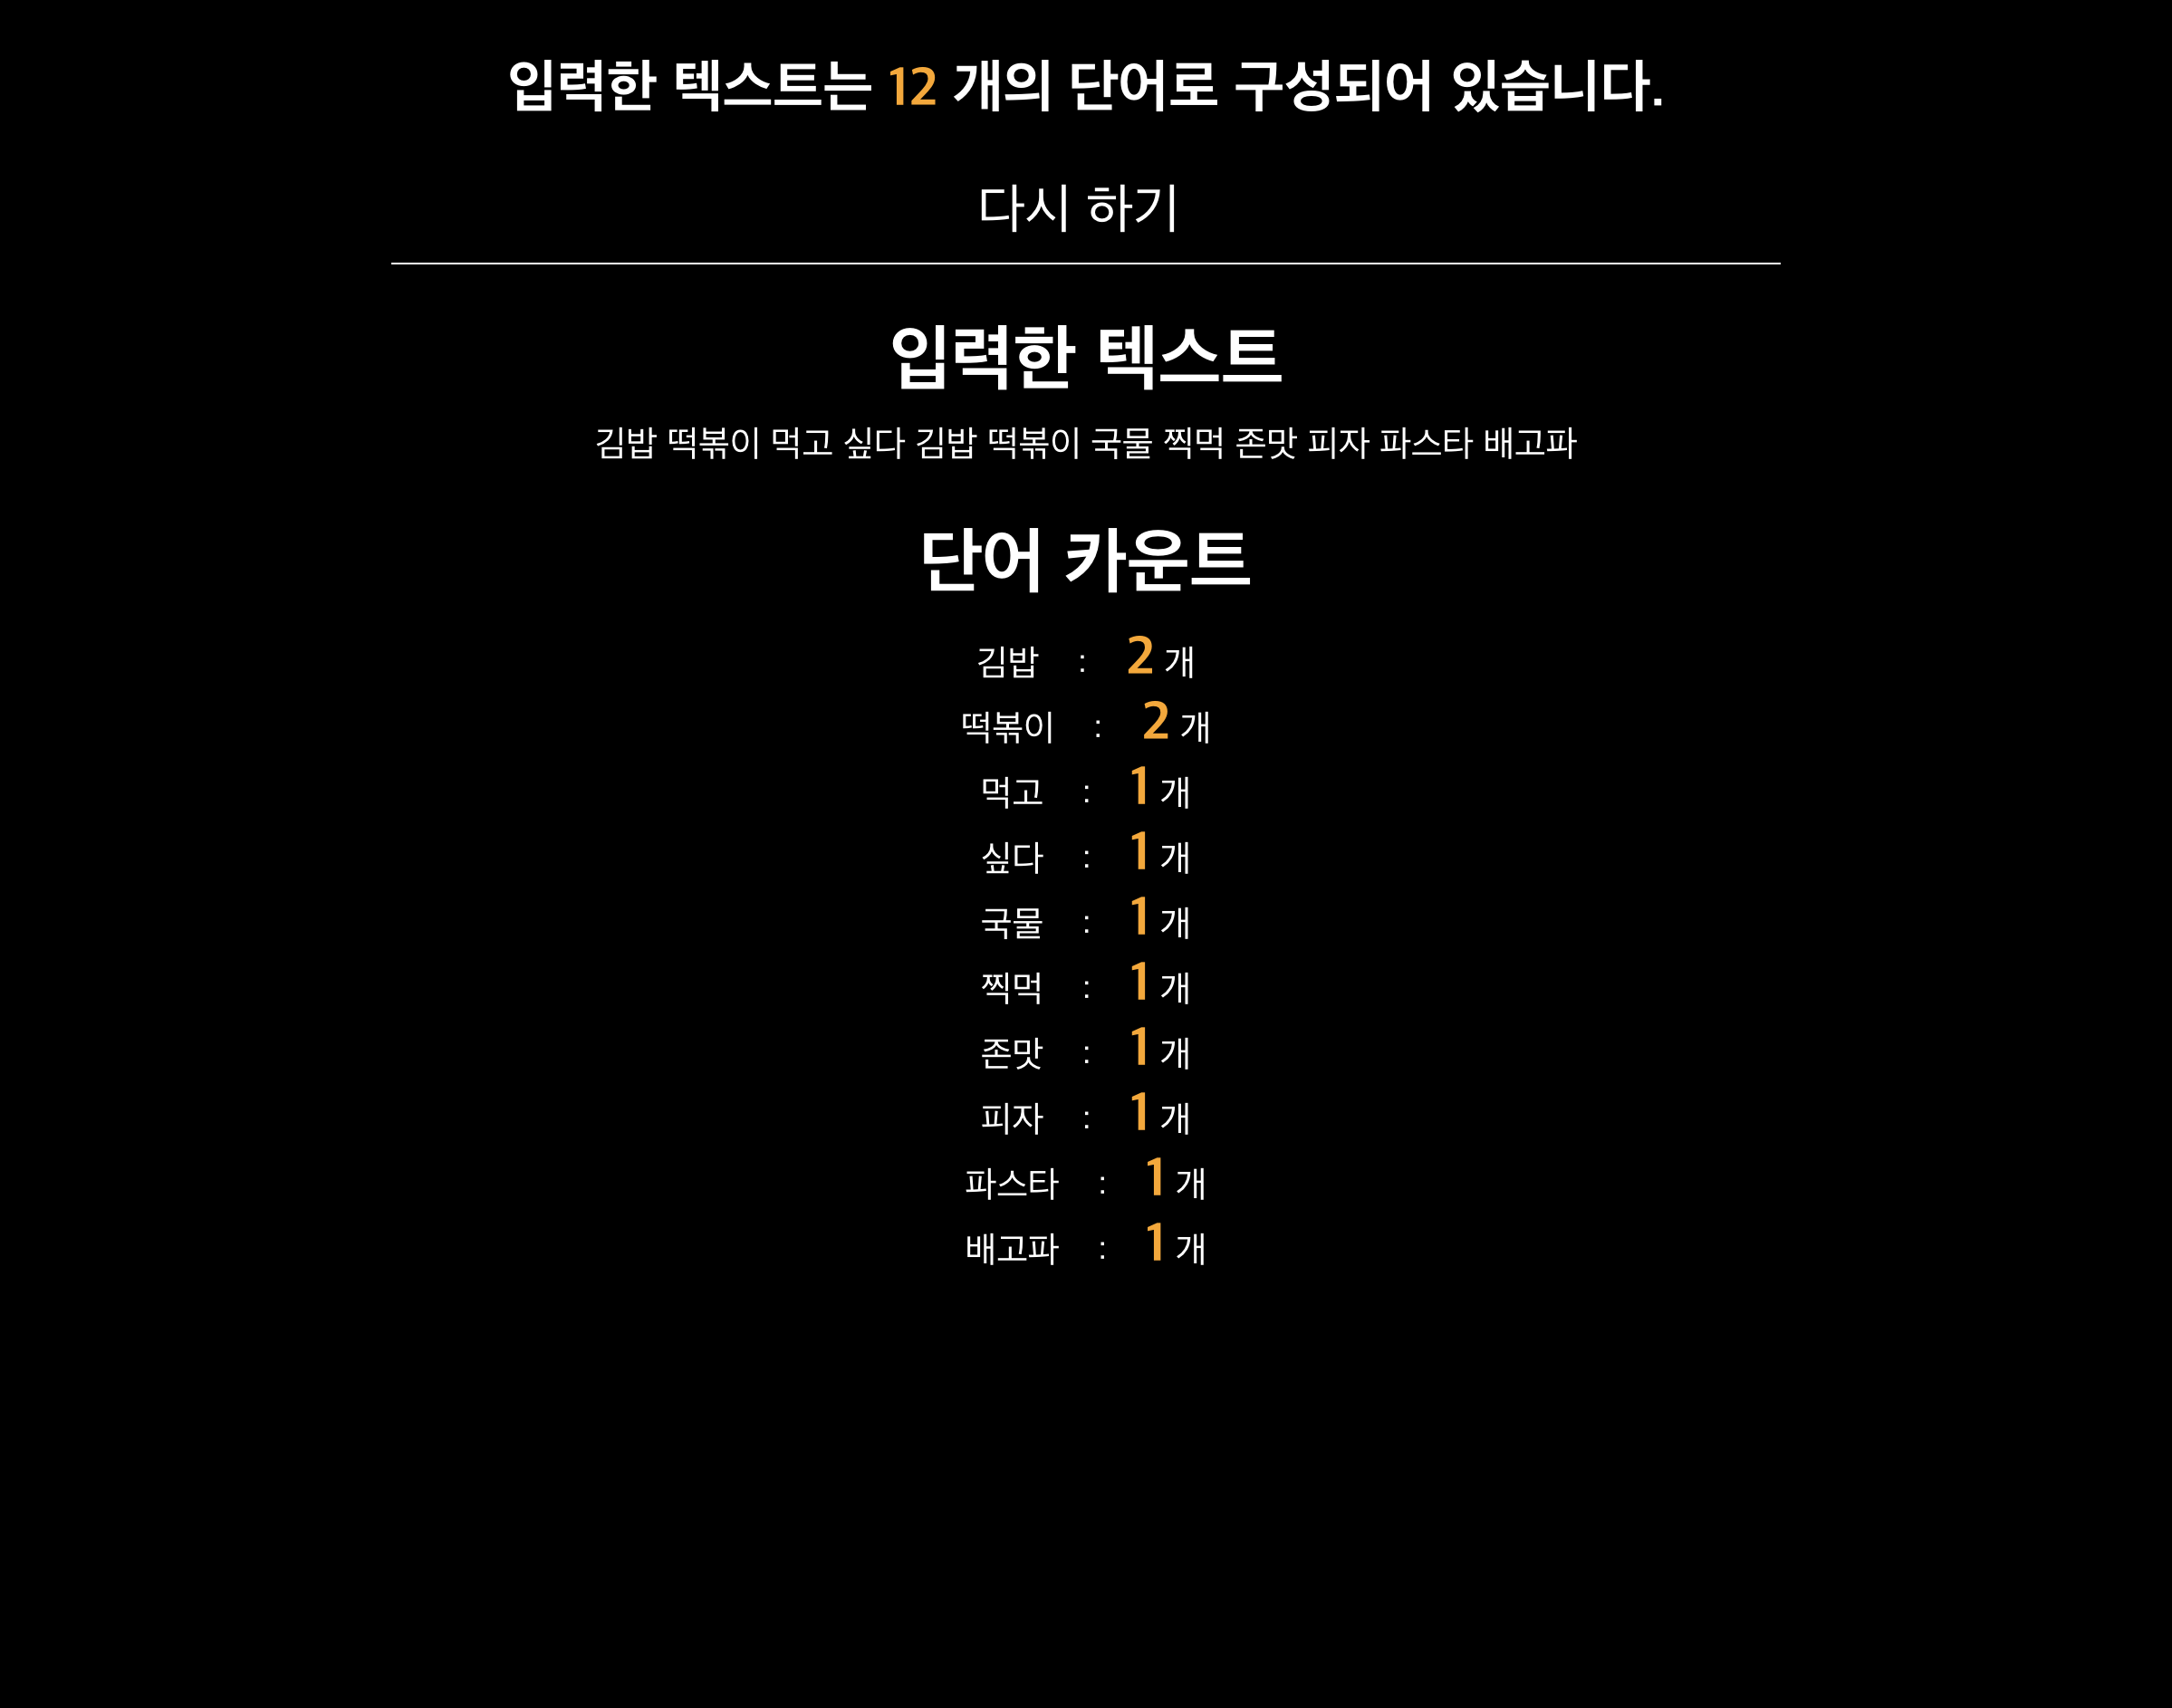 입력한 텍스트는 12 개의 단어로 구성되어 있습니다.
다시 하기
입력한 텍스트
김밥 떡볶이 먹고 싶다 김밥 떡볶이 국물 찍먹 존맛 피자 파스타 배고파
단어 카운트
김밥 : 2 개
떡볶이 : 2 개
먹고 : 1 개
싶다 : 1 개
국물 : 1 개
찍먹 : 1 개
존맛 : 1 개
피자 : 1 개
파스타 : 1 개
배고파 : 1 개